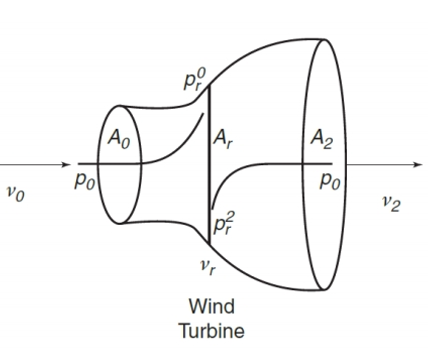 p_r^0
A_0
A_r
A_2
p_0
p_0
v_0
p_r^2
v_2
v_r
Wind
Turbine